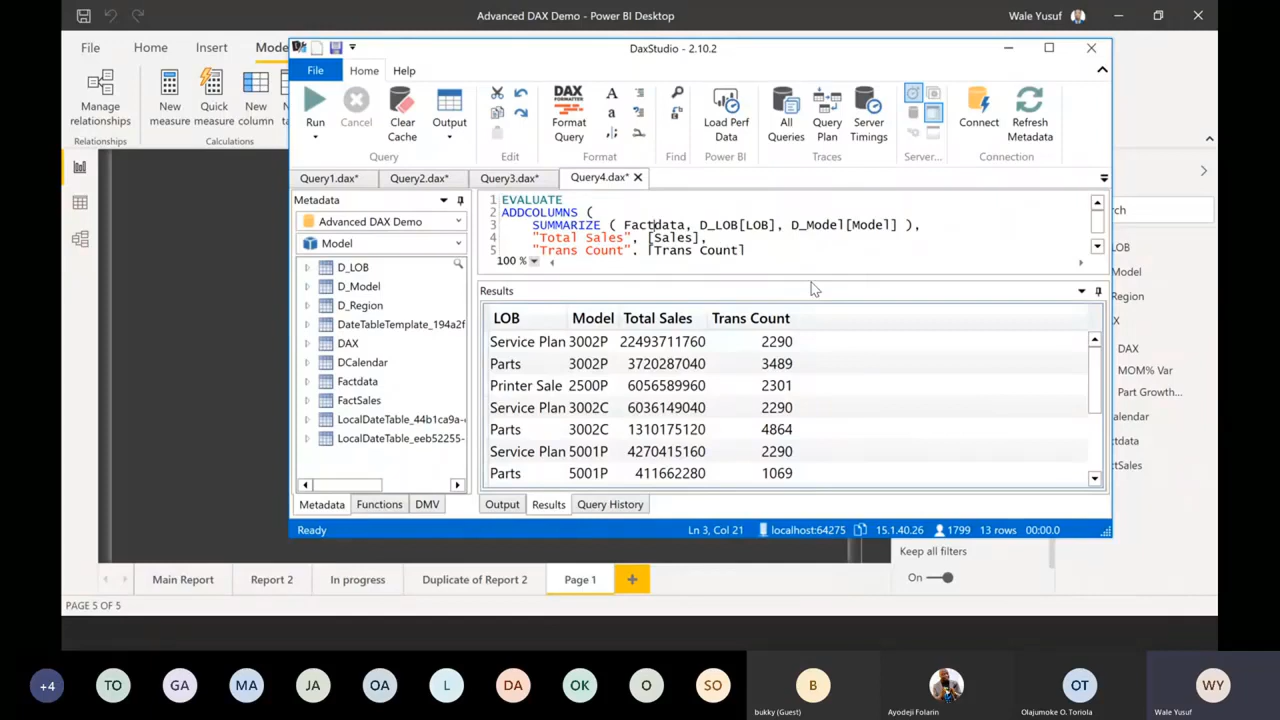 Advanced DAX Demo - Power BI Desktop
Wale Yusuf
File
Home
Insert
Mode
DaxStudio - 2.10.2
File
Home
Help
Manage
relationships
Relationships
New
measure
Quick
measure
New
column
Calculations
Run
Cancel
Clear
Cache
Output
Query
Edit
DAX
FORMATTER
Format
Query
Format
Find
Load Perf
Data
Power BI
All
Queries
Query
Plan
Server
Timings
Traces
Server...
Connect
Refresh
Metadata
Connection
Query1.dax*
Query2.dax*
Query3.dax*
Query4.dax*
Metadata
Advanced DAX Demo
Model
D_LOB
D_Model
D_Region
DateTableTemplate_194a2f
DAX
DCalendar
Factdata
FactSales
LocalDateTable_44b1ca9a-
LocalDateTable_eeb52255-
Metadata
Functions
DMV
1 EVALUATE
2 ADDCOLUMNS (
3 SUMMARIZE ( Factdata, D_LOB[LOB], D_Model[Model] ),
4 "Total Sales", [Sales],
5 "Trans Count", [Trans Count]
100 %
Results
LOB Model Total Sales Trans Count
Service Plan 3002P 22493711760 2290
Parts 3002P 3720287040 3489
Printer Sale 2500P 6056589960 2301
Service Plan 3002C 6036149040 2290
Parts 3002C 1310175120 4864
Service Plan 5001P 4270415160 2290
Parts 5001P 411662280 1069
Output
Results
Query History
Ready
Ln 3, Col 21
localhost:64275
15.1.40.26
1799
13 rows
00:00.0
rch
OB
Model
egion
X
DAX
MOM% Var
Part Growth...
alendar
ctdata
ctSales
Keep all filters
On
Main Report
Report 2
In progress
Duplicate of Report 2
Page 1
PAGE 5 OF 5
+4
TO
GA
MA
JA
OA
L
DA
OK
O
SO
B
bukky (Guest)
Ayodeji Folarin
OT
Olajumoke O. Toriola
WY
Wale Yusuf